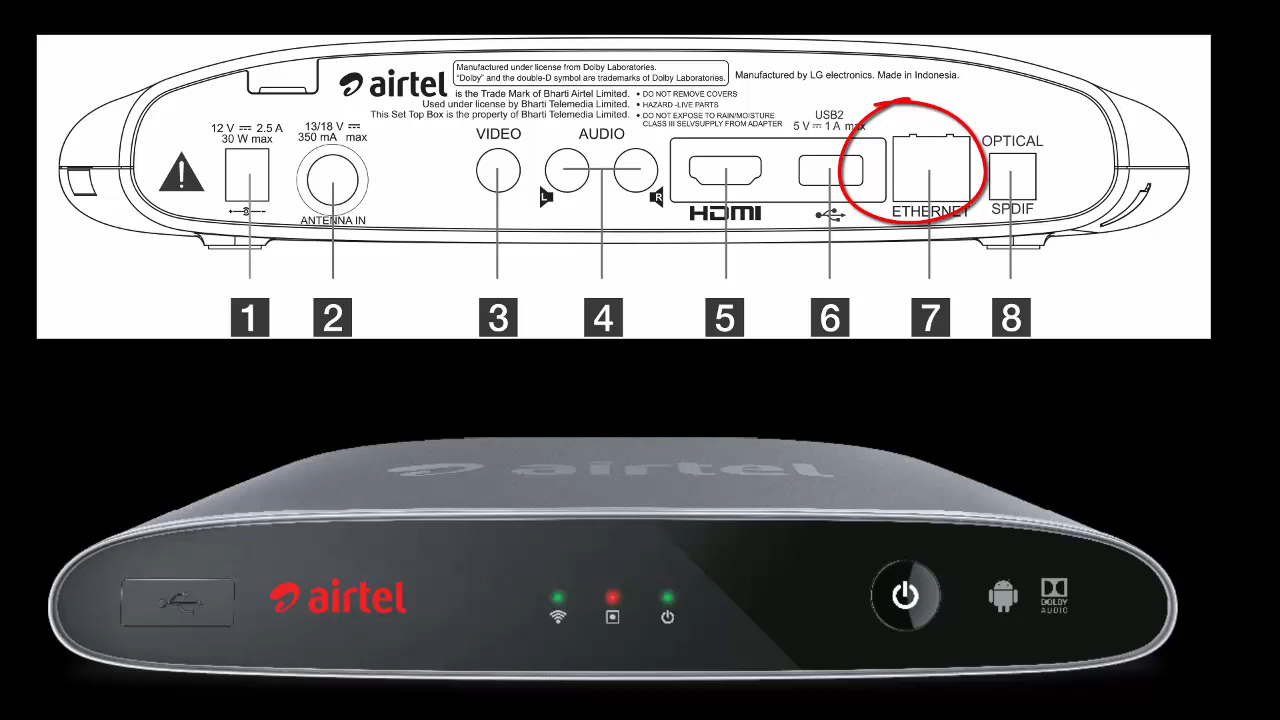 airtel
Manufactured under license from Dolby Laboratories.
"Dolby" and the double-D symbol are trademarks of Dolby Laboratories.
Manufactured by LG electronics. Made in Indonesia.
is the Trade Mark of Bharti Airtel Limited.
Used under license by Bharti Telemedia Limited.
This Set Top Box is the property of Bharti Telemedia Limited.
• DO NOT REMOVE COVERS
• HAZARD -LIVE PARTS
• DO NOT EXPOSE TO RAIN/MOISTURE
CLASS III SELVSUPPLY FROM ADAPTER
12 V ⎓ 2.5 A
30 W max
13/18 V ⎓
350 mA max
ANTENNA IN
VIDEO
AUDIO
L
R
HDMI
USB2
5 V ⎓ 1 A max
ETHERNET
OPTICAL
SPDIF
1 2 3 4 5 6 7 8
airtel
airtel
DOLBY
AUDIO